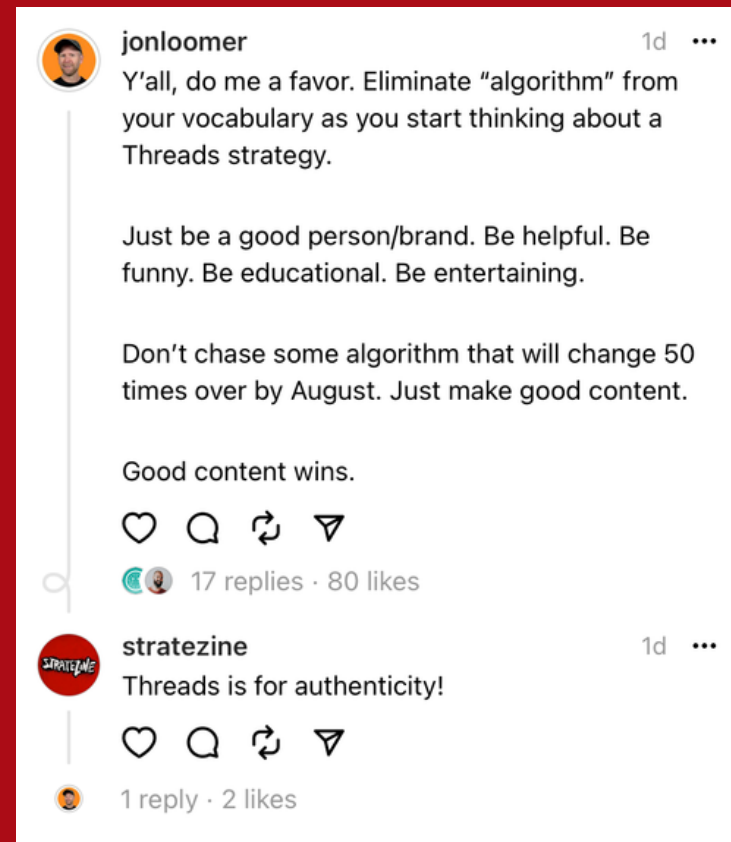 jonloomer 1d
Y’all, do me a favor. Eliminate “algorithm” from
your vocabulary as you start thinking about a
Threads strategy.
Just be a good person/brand. Be helpful. Be
funny. Be educational. Be entertaining.
Don’t chase some algorithm that will change 50
times over by August. Just make good content.
Good content wins.
17 replies · 80 likes
STRATEZINE
stratezine 1d
Threads is for authenticity!
1 reply · 2 likes